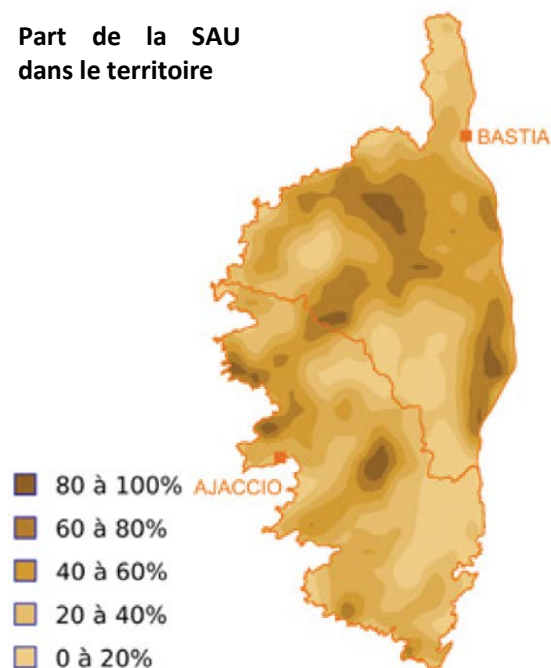 Part de la SAU
dans le territoire
BASTIA
AJACCIO
80 à 100%
60 à 80%
40 à 60%
20 à 40%
0 à 20%